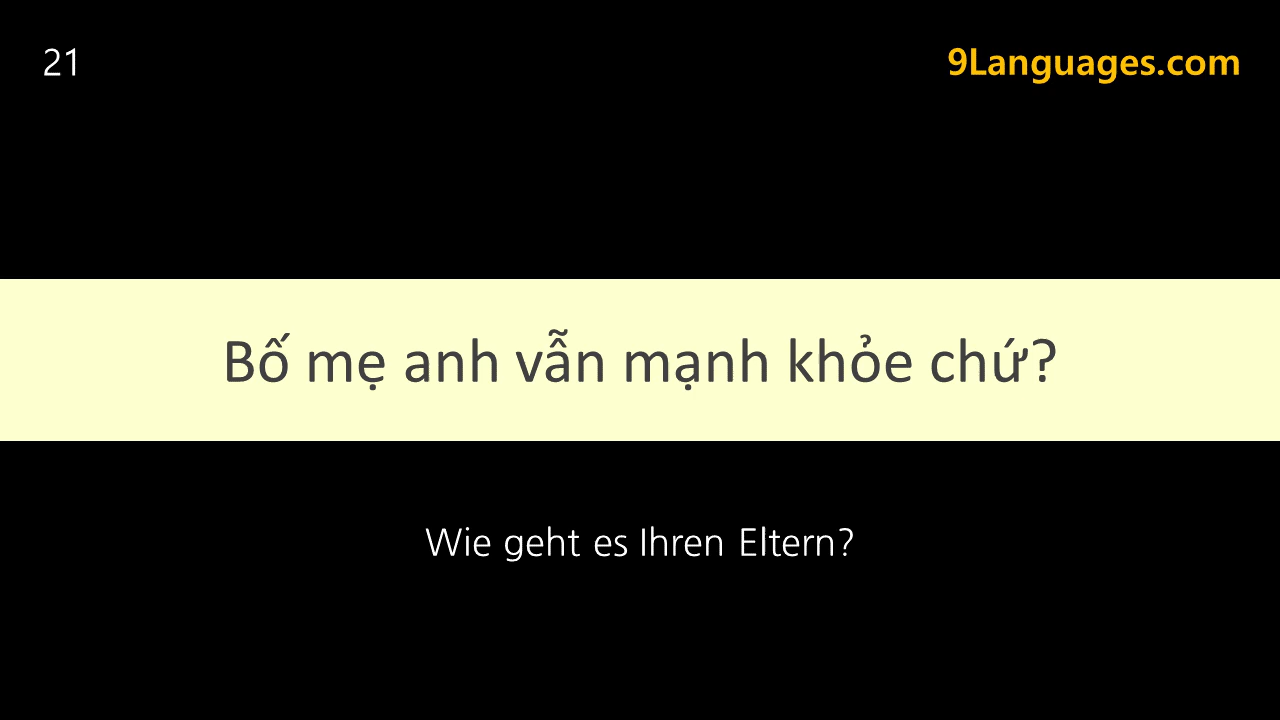 21
9Languages.com
Bố mẹ anh vẫn mạnh khỏe chứ?
Wie geht es Ihren Eltern?